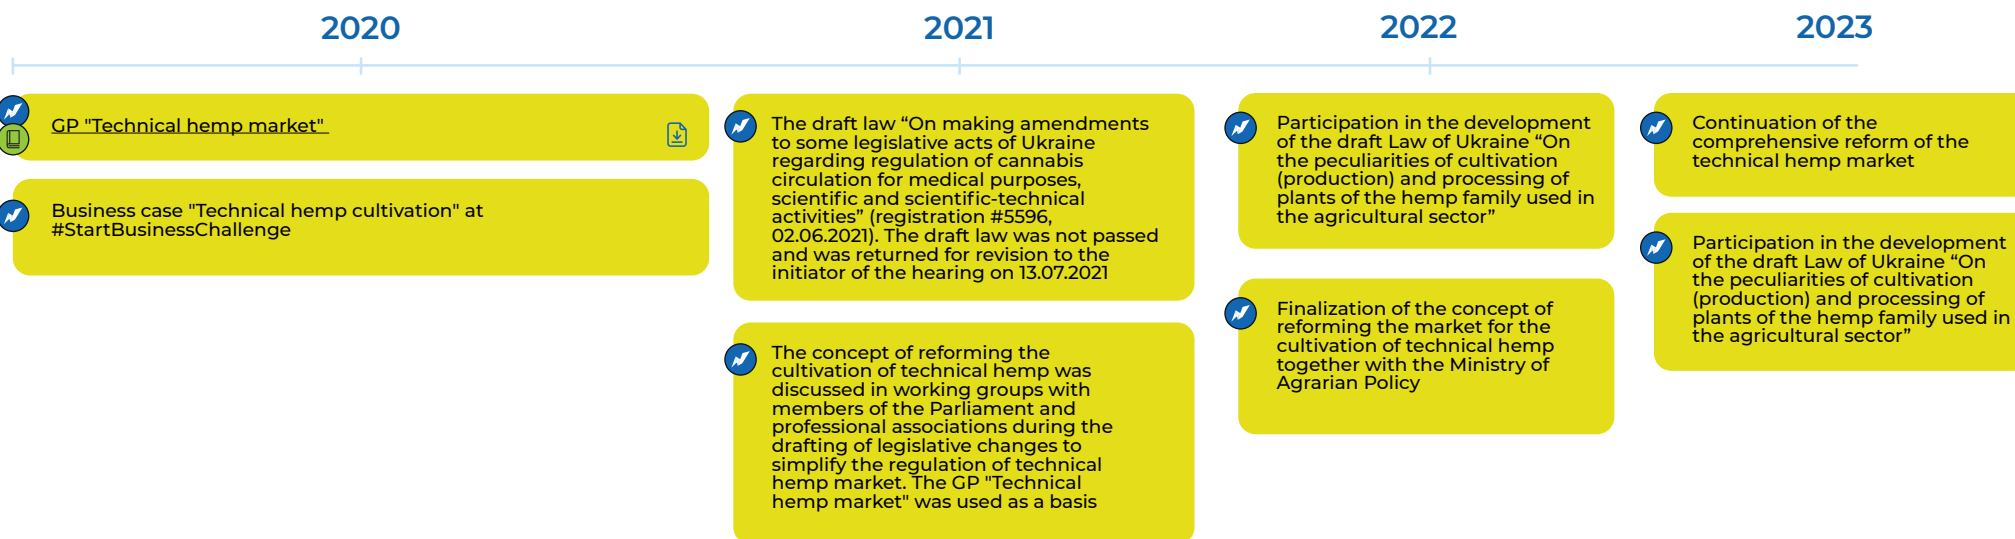 2020
GP "Technical hemp market"
Business case "Technical hemp cultivation" at
#StartBusinessChallenge
2021
The draft law “On making amendments
to some legislative acts of Ukraine
regarding regulation of cannabis
circulation for medical purposes,
scientific and scientific-technical
activities” (registration #5596,
02.06.2021). The draft law was not passed
and was returned for revision to the
initiator of the hearing on 13.07.2021
The concept of reforming the
cultivation of technical hemp was
discussed in working groups with
members of the Parliament and
professional associations during the
drafting of legislative changes to
simplify the regulation of technical
hemp market. The GP "Technical
hemp market" was used as a basis
2022
Participation in the development
of the draft Law of Ukraine “On
the peculiarities of cultivation
(production) and processing of
plants of the hemp family used in
the agricultural sector”
Finalization of the concept of
reforming the market for the
cultivation of technical hemp
together with the Ministry of
Agrarian Policy
2023
Continuation of the
comprehensive reform of the
technical hemp market
Participation in the development
of the draft Law of Ukraine “On
the peculiarities of cultivation
(production) and processing of
plants of the hemp family used in
the agricultural sector”